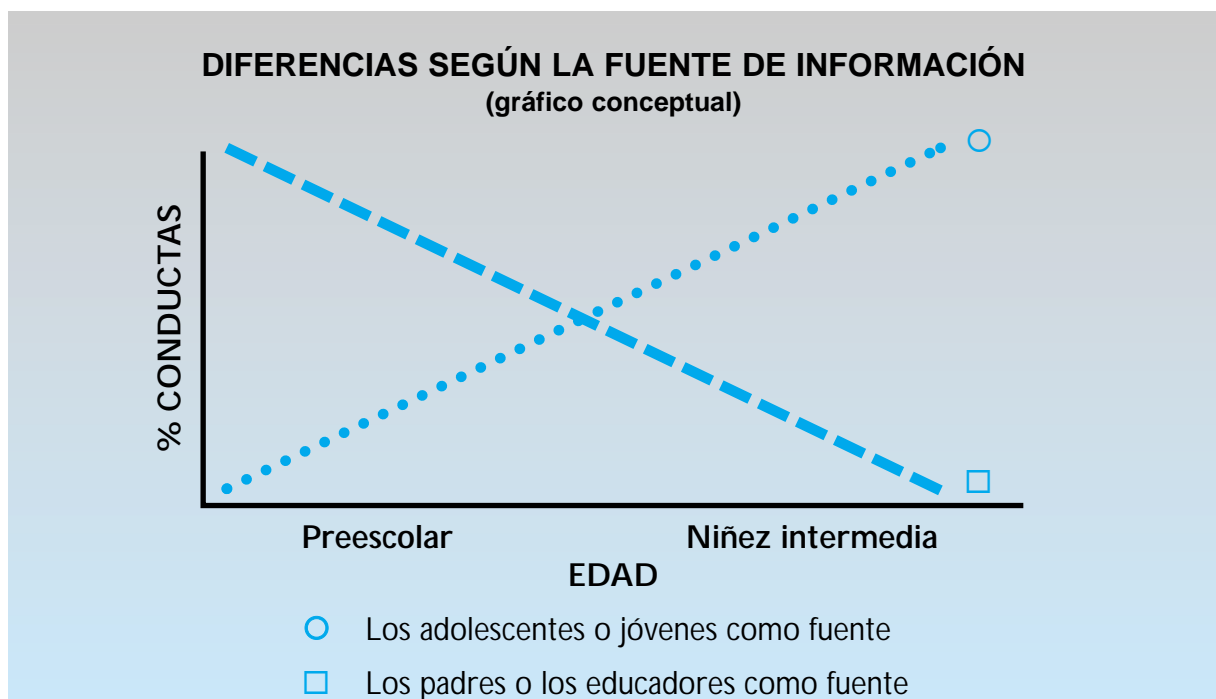 DIFERENCIAS SEGÚN LA FUENTE DE INFORMACIÓN
(gráfico conceptual)
% CONDUCTAS
Preescolar
Niñez intermedia
EDAD
Los adolescentes o jóvenes como fuente
Los padres o los educadores como fuente